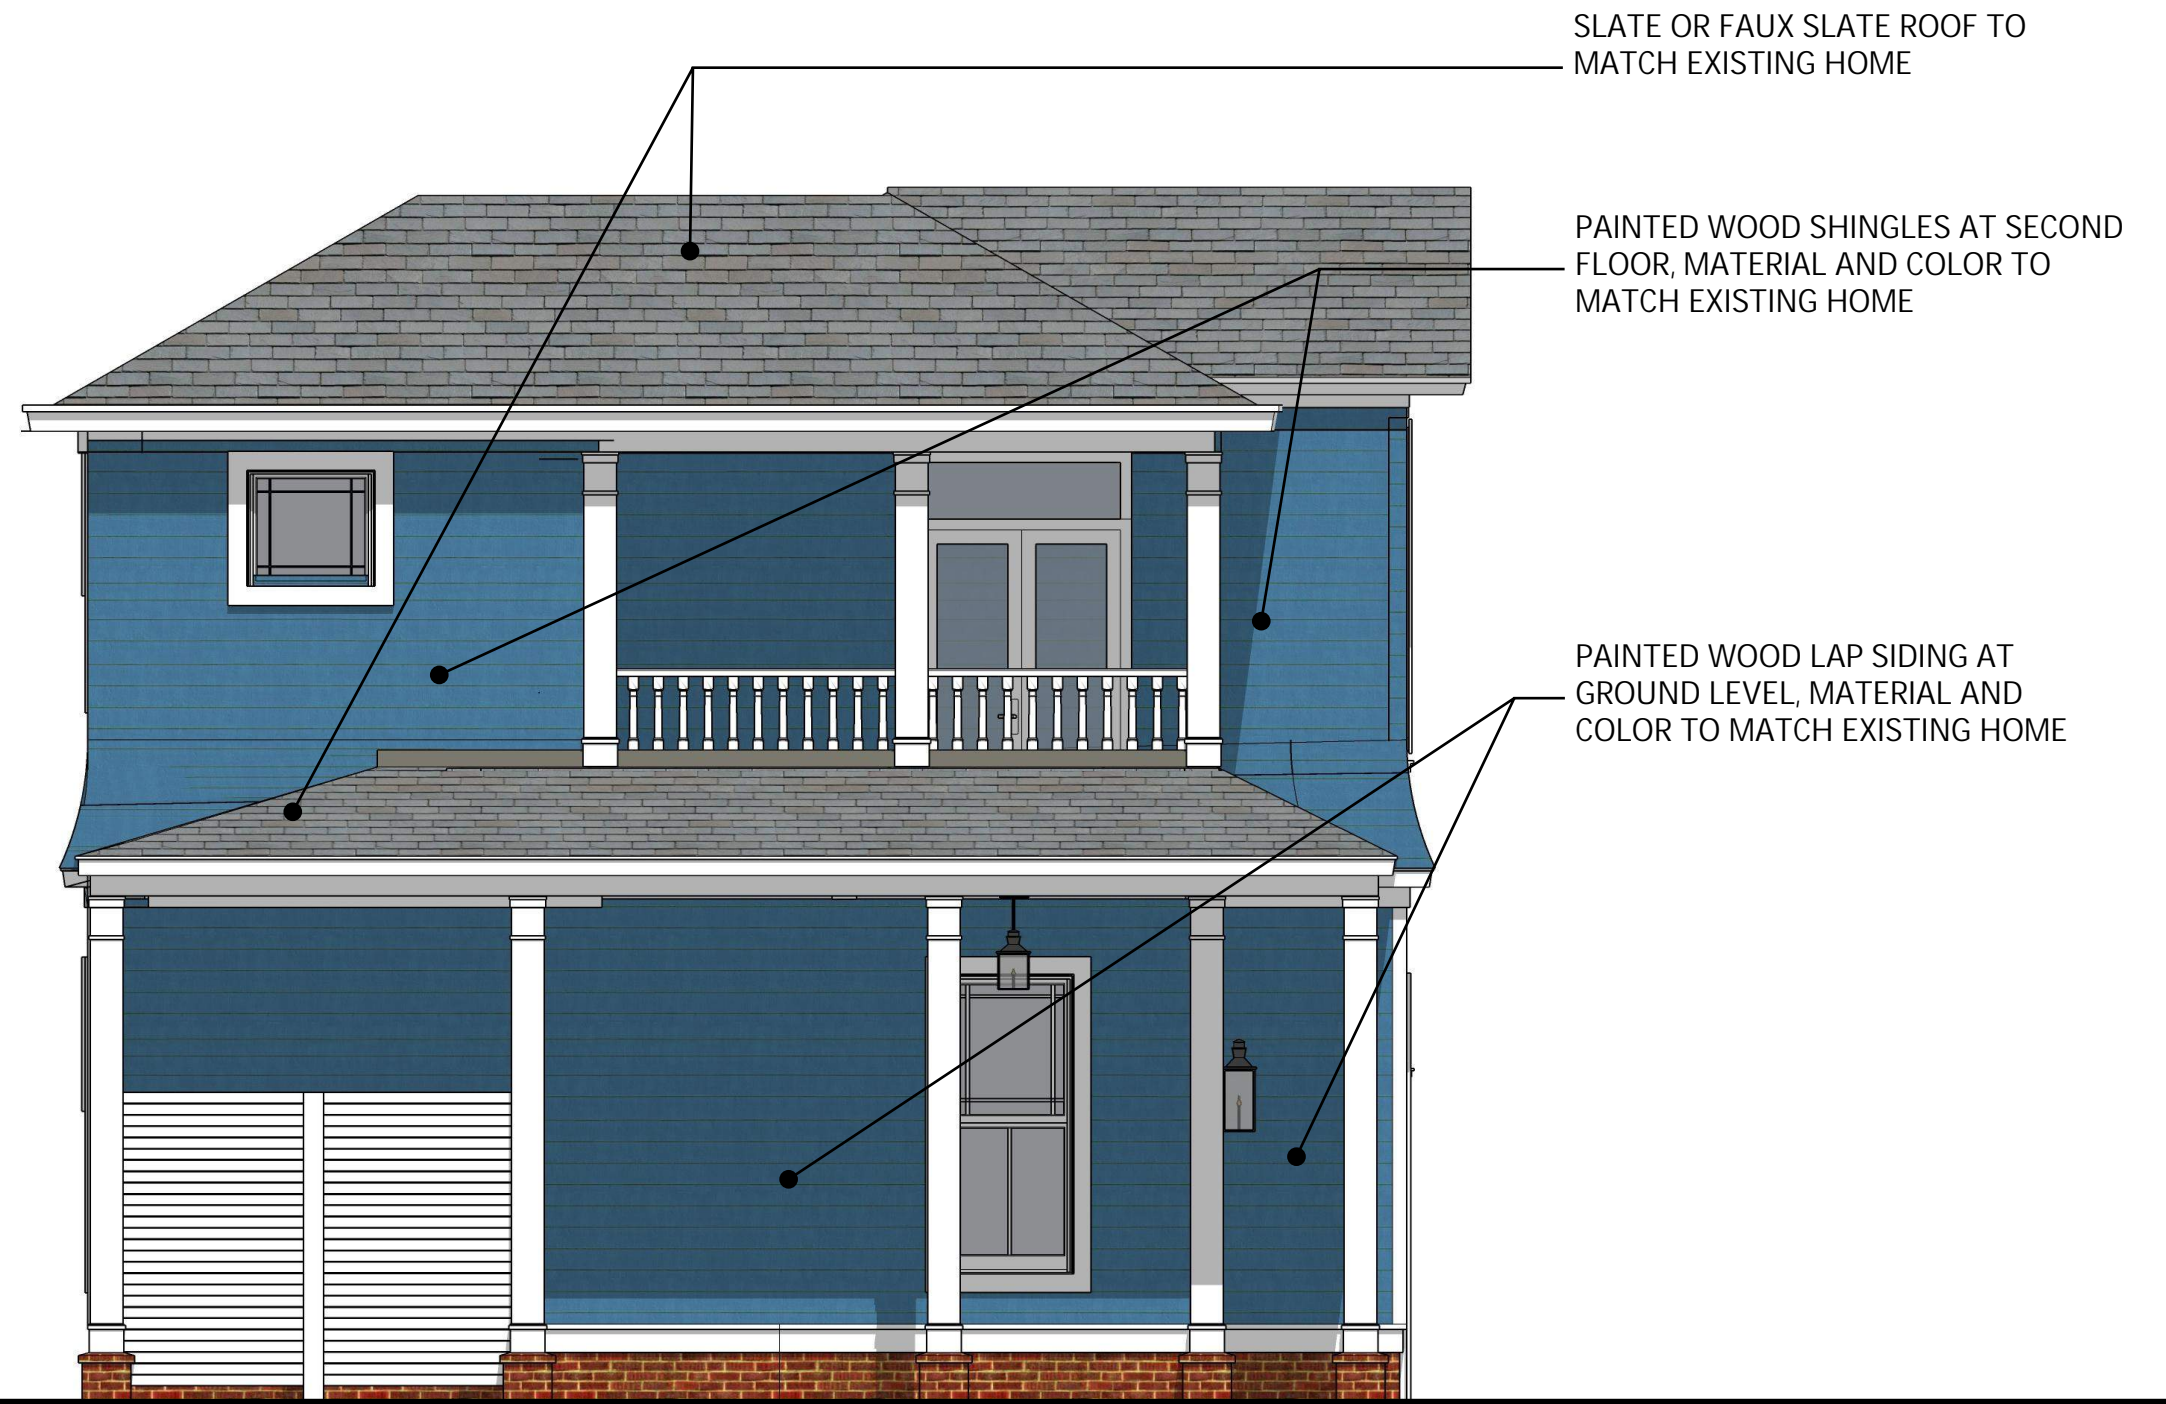 SLATE OR FAUX SLATE ROOF TO
MATCH EXISTING HOME
PAINTED WOOD SHINGLES AT SECOND
FLOOR, MATERIAL AND COLOR TO
MATCH EXISTING HOME
PAINTED WOOD LAP SIDING AT
GROUND LEVEL, MATERIAL AND
COLOR TO MATCH EXISTING HOME